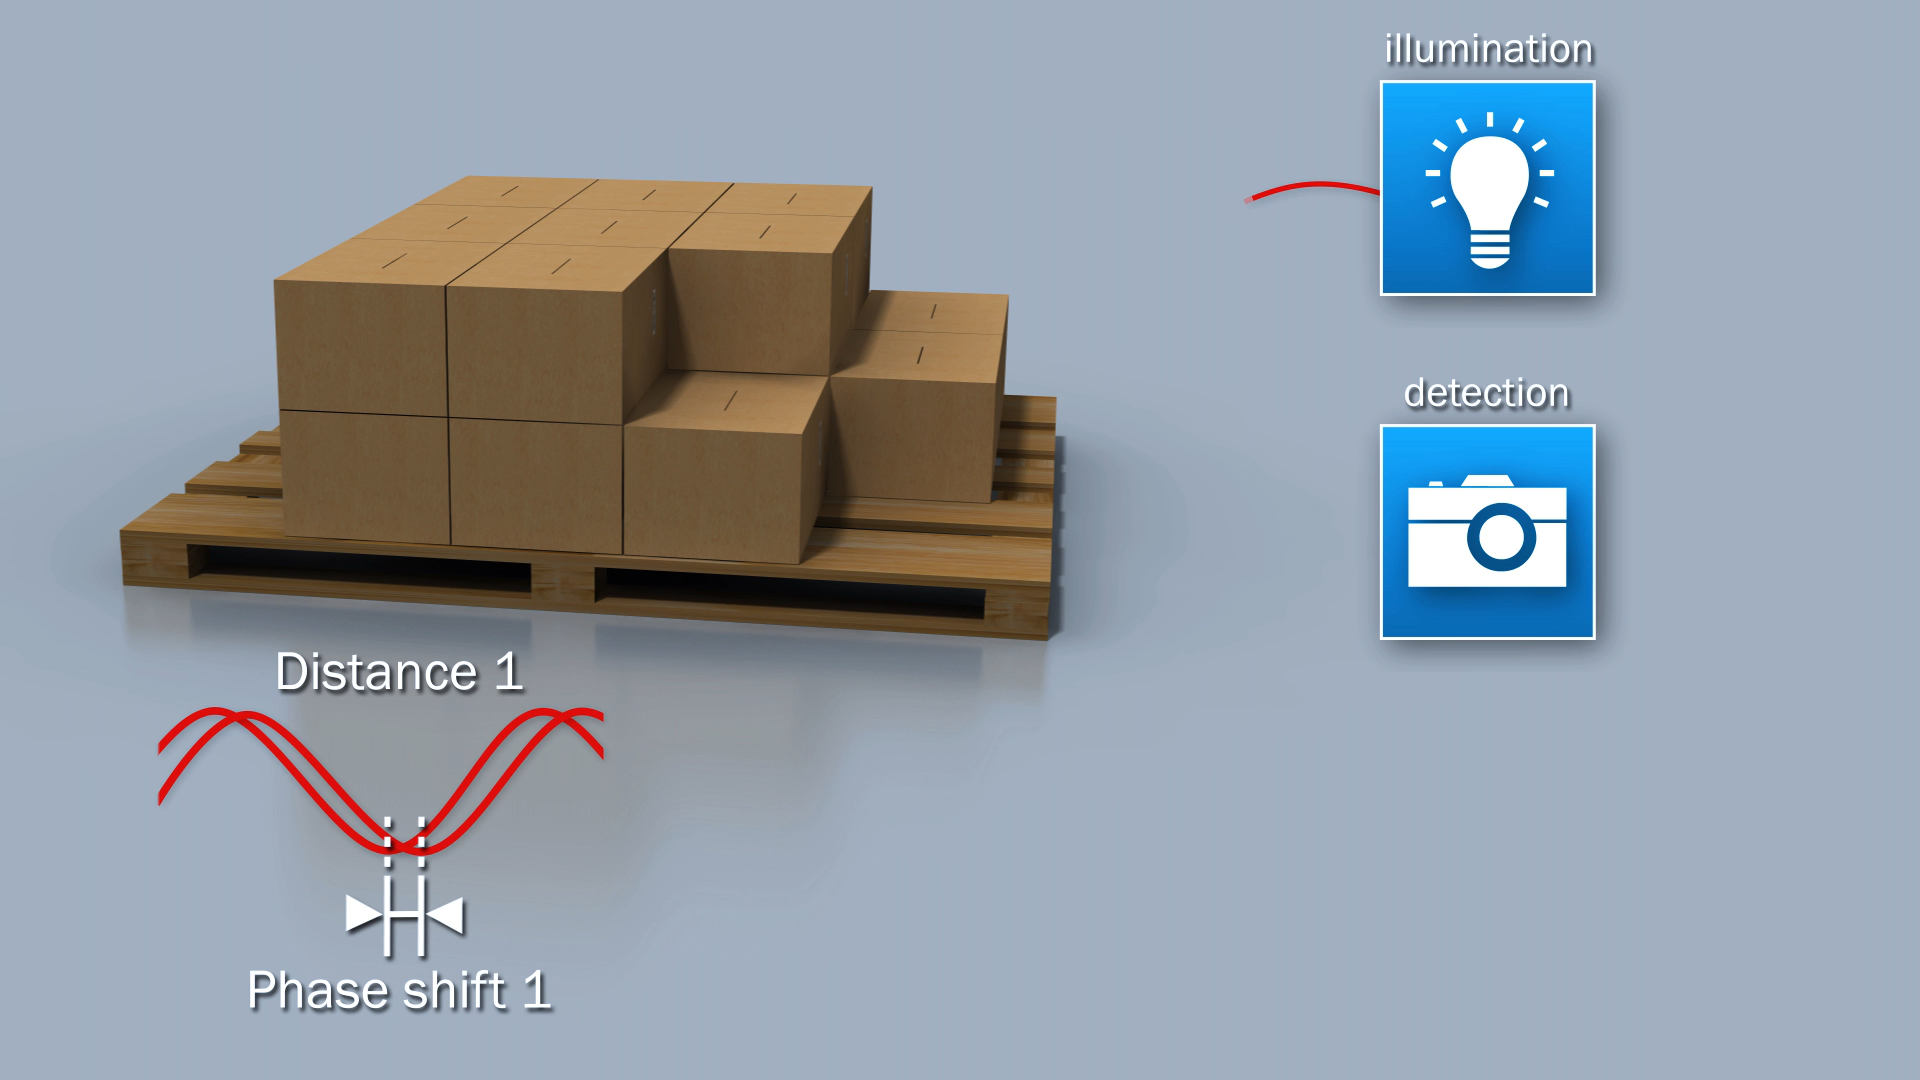 illumination
detection
Distance 1
Phase shift 1